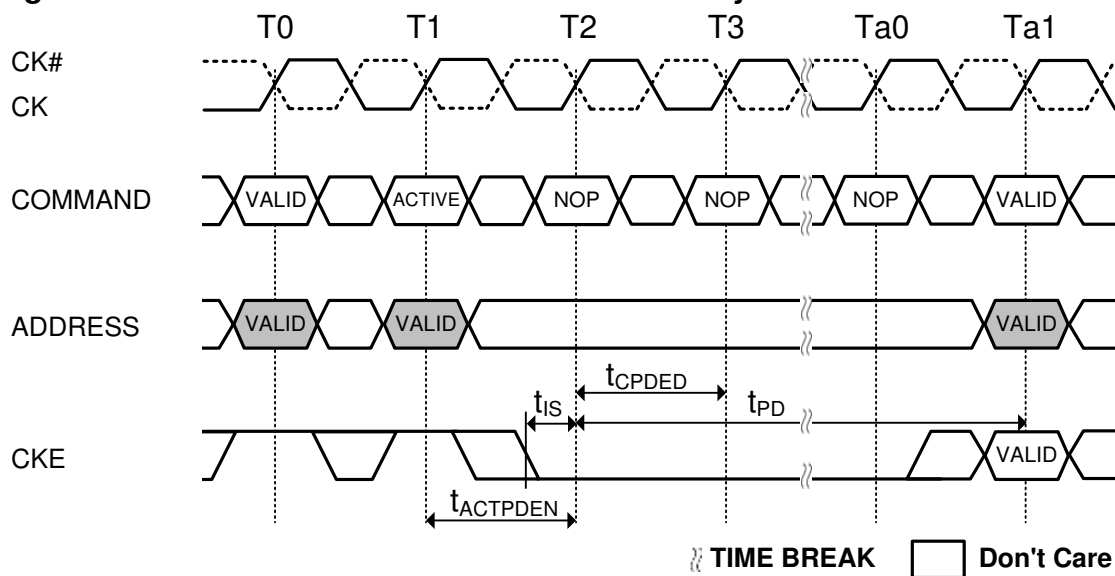 T0 T1 T2 T3 Ta0 Ta1
CK#
CK
COMMAND VALID ACTIVE NOP NOP NOP VALID
ADDRESS VALID VALID VALID
tCPDED
tIS tPD
CKE VALID
tACTPDEN
TIME BREAK Don't Care